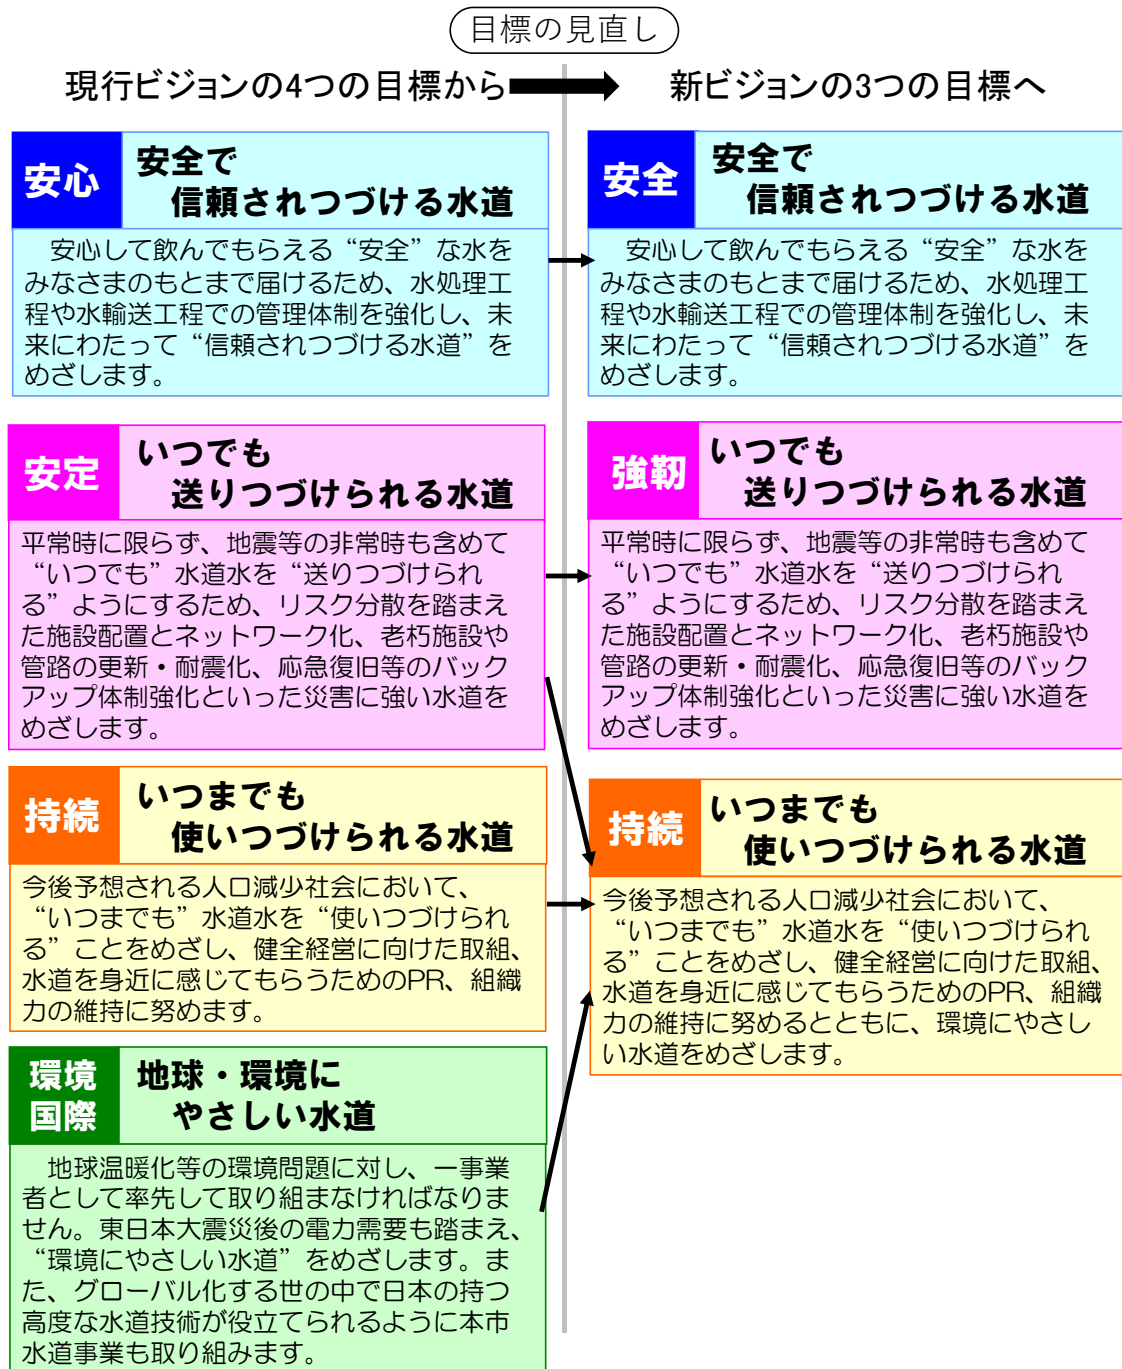 目標の見直し
現行ビジョンの4つの目標から
新ビジョンの3つの目標へ
安心
安全で
信頼されつづける水道
安心して飲んでもらえる“安全”な水を
みなさまのもとまで届けるため、水処理工
程や水輸送工程での管理体制を強化し、未
来にわたって“信頼されつづける水道”を
めざします。
安定
いつでも
送りつづけられる水道
平常時に限らず、地震等の非常時も含めて
“いつでも”水道水を“送りつづけられ
る”ようにするため、リスク分散を踏まえ
た施設配置とネットワーク化、老朽施設や
管路の更新・耐震化、応急復旧等のバック
アップ体制強化といった災害に強い水道を
めざします。
持続
いつまでも
使いつづけられる水道
今後予想される人口減少社会において、
“いつまでも”水道水を“使いつづけられ
る”ことをめざし、健全経営に向けた取組、
水道を身近に感じてもらうためのPR、組織
力の維持に努めます。
環境
国際
地球・環境に
やさしい水道
地球温暖化等の環境問題に対し、一事業
者として率先して取り組まなければなりま
せん。東日本大震災後の電力需要も踏まえ、
“環境にやさしい水道”をめざします。ま
た、グローバル化する世の中で日本の持つ
高度な水道技術が役立てられるように本市
水道事業も取り組みます。
安全
安全で
信頼されつづける水道
安心して飲んでもらえる“安全”な水を
みなさまのもとまで届けるため、水処理工
程や水輸送工程での管理体制を強化し、未
来にわたって“信頼されつづける水道”を
めざします。
強靭
いつでも
送りつづけられる水道
平常時に限らず、地震等の非常時も含めて
“いつでも”水道水を“送りつづけられ
る”ようにするため、リスク分散を踏まえ
た施設配置とネットワーク化、老朽施設や
管路の更新・耐震化、応急復旧等のバック
アップ体制強化といった災害に強い水道を
めざします。
持続
いつまでも
使いつづけられる水道
今後予想される人口減少社会において、
“いつまでも”水道水を“使いつづけられ
る”ことをめざし、健全経営に向けた取組、
水道を身近に感じてもらうためのPR、組織
力の維持に努めるとともに、環境にやさし
い水道をめざします。